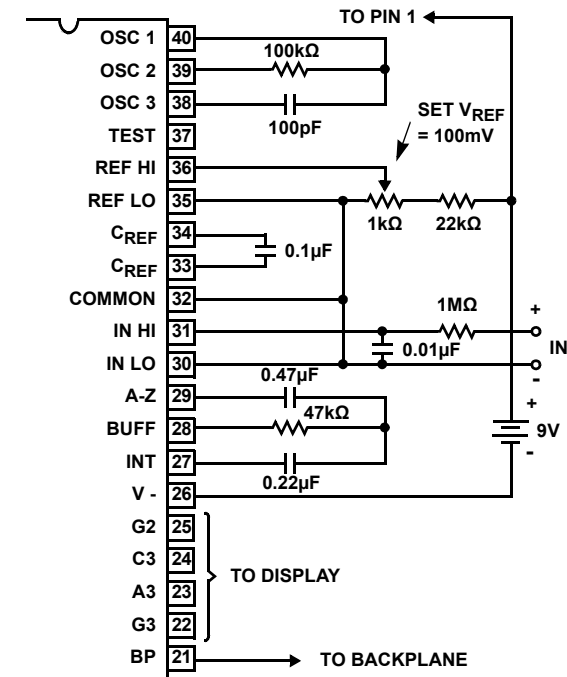 TO PIN 1
OSC 1 40
100kΩ
OSC 2 39
OSC 3 38
100pF
SET VREF
= 100mV
TEST 37
REF HI 36
REF LO 35
1kΩ 22kΩ
CREF 34
0.1µF
CREF 33
COMMON 32
1MΩ
+
IN HI 31
0.01µF
IN
IN LO 30
-
0.47µF
A-Z 29
+
47kΩ
BUFF 28
9V
-
INT 27
0.22µF
V - 26
G2 25
C3 24
TO DISPLAY
A3 23
G3 22
BP 21
TO BACKPLANE